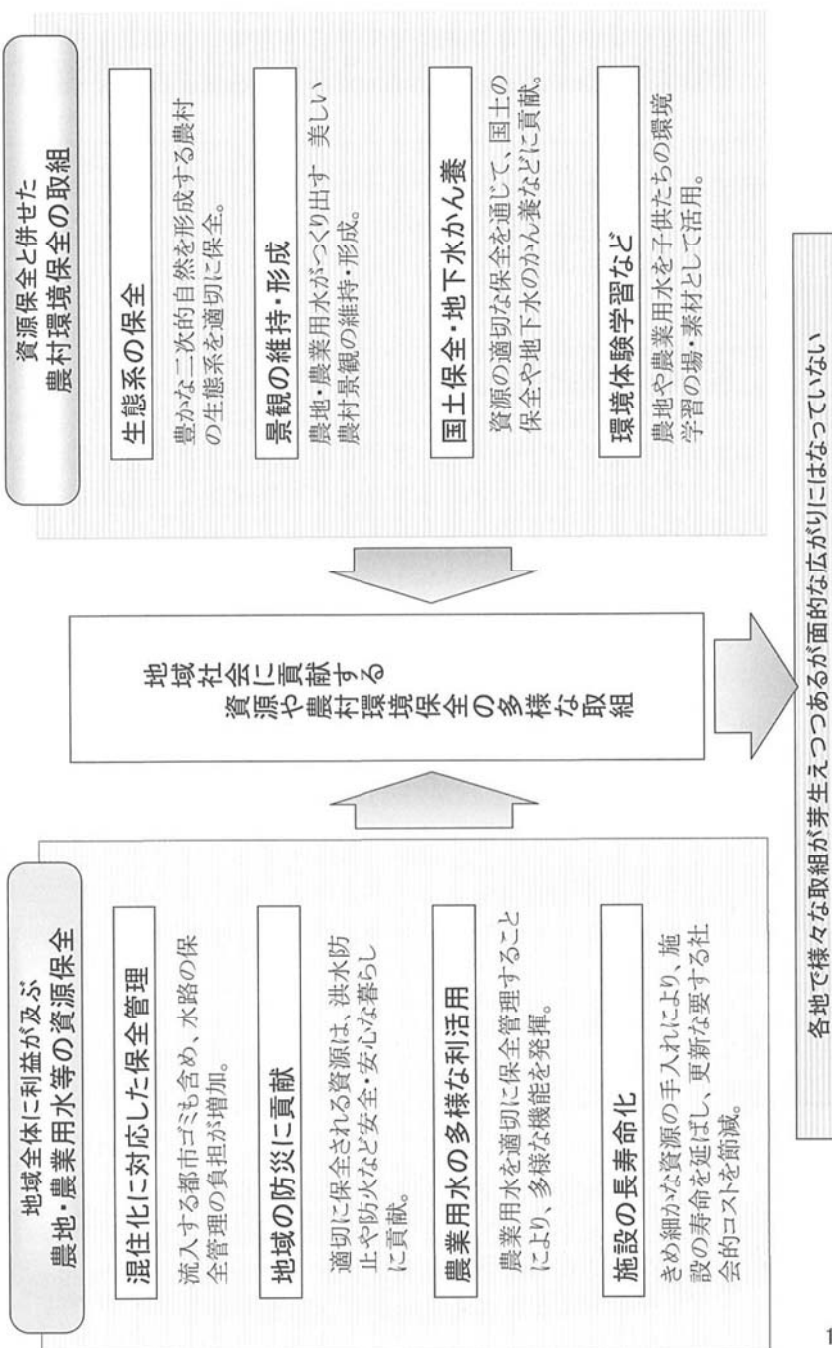 地域全体に利益が及ぶ
農地・農業用水等の資源保全
混住化に対応した保全管理
流入する都市ゴミも含め、水路の保
全管理の負担が増加。
地域の防災に貢献
適切に保全される資源は、洪水防
止や防火など安全・安心な暮らし
に貢献。
農業用水の多様な利活用
農業用水を適切に保全管理すること
により、多様な機能を発揮。
施設の長寿命化
きめ細かな資源の手入れにより、施
設の寿命を延ばし、更新な要する社
会的コストを節減。
地域社会に貢献する
資源や農村環境保全の多様な取組
資源保全と併せた
農村環境保全の取組
生態系の保全
豊かな二次的自然を形成する農村
の生態系を適切に保全。
景観の維持・形成
農地・農業用水がつくり出す 美しい
農村景観の維持・形成。
国土保全・地下水かん養
資源の適切な保全を通じて、国土の
保全や地下水のかん養などに貢献。
環境体験学習など
農地や農業用水を子供たちの環境
学習の場・素材として活用。
各地で様々な取組が芽生えつつあるが面的な広がりにはなっていない
1